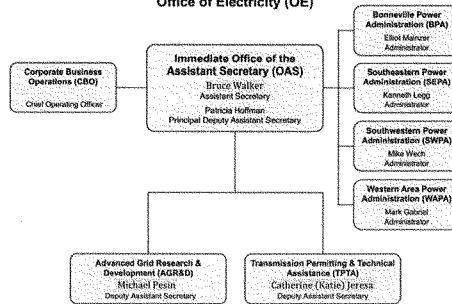 Office of Electricity (OE)
Immediate Office of the
Assistant Secretary (OAS)
Bruce Walker
Assistant Secretary
Patricia Hoffman
Principal Deputy Assistant Secretary
Corporate Business
Operations (CBO)
Chief Operating Officer
Bonneville Power
Administration (BPA)
Elliot Mainzer
Administrator
Southeastern Power
Administration (SEPA)
Kenneth Legg
Administrator
Southwestern Power
Administration (SWPA)
Mike Wech
Administrator
Western Area Power
Administration (WAPA)
Mark Gabriel
Administrator
Advanced Grid Research &
Development (AGR&D)
Michael Pesin
Deputy Assistant Secretary
Transmission Permitting & Technical
Assistance (TPTA)
Catherine (Katie) Jereza
Deputy Assistant Secretary